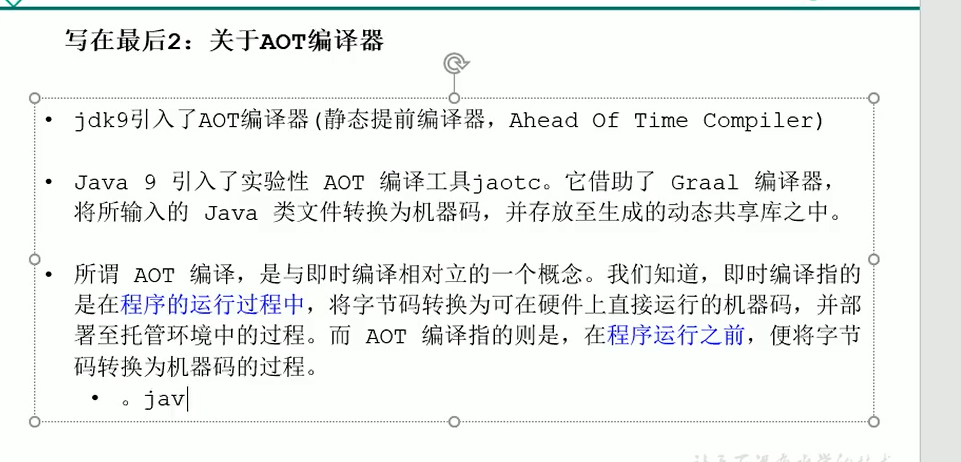 写在最后2：关于AOT编译器
• jdk9引入了AOT编译器(静态提前编译器，Ahead Of Time Compiler)
• Java 9 引入了实验性 AOT 编译工具jaotc。它借助了 Graal 编译器，
将所输入的 Java 类文件转换为机器码，并存放至生成的动态共享库之中。
• 所谓 AOT 编译，是与即时编译相对立的一个概念。我们知道，即时编译指的
是在程序的运行过程中，将字节码转换为可在硬件上直接运行的机器码，并部
署至托管环境中的过程。而 AOT 编译指的则是，在程序运行之前，便将字节
码转换为机器码的过程。
• 。jav